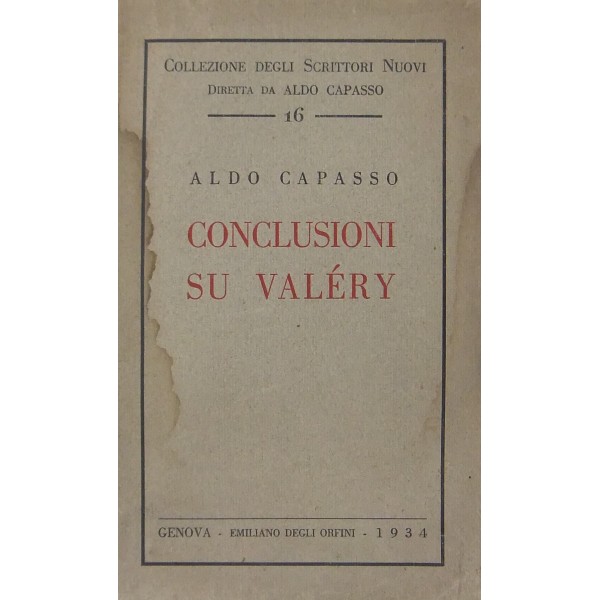 Collezione degli Scrittori Nuovi
Diretta da ALDO CAPASSO
16
ALDO CAPASSO
CONCLUSIONI
SU VALÉRY
GENOVA - EMILIANO DEGLI ORFINI - 1934